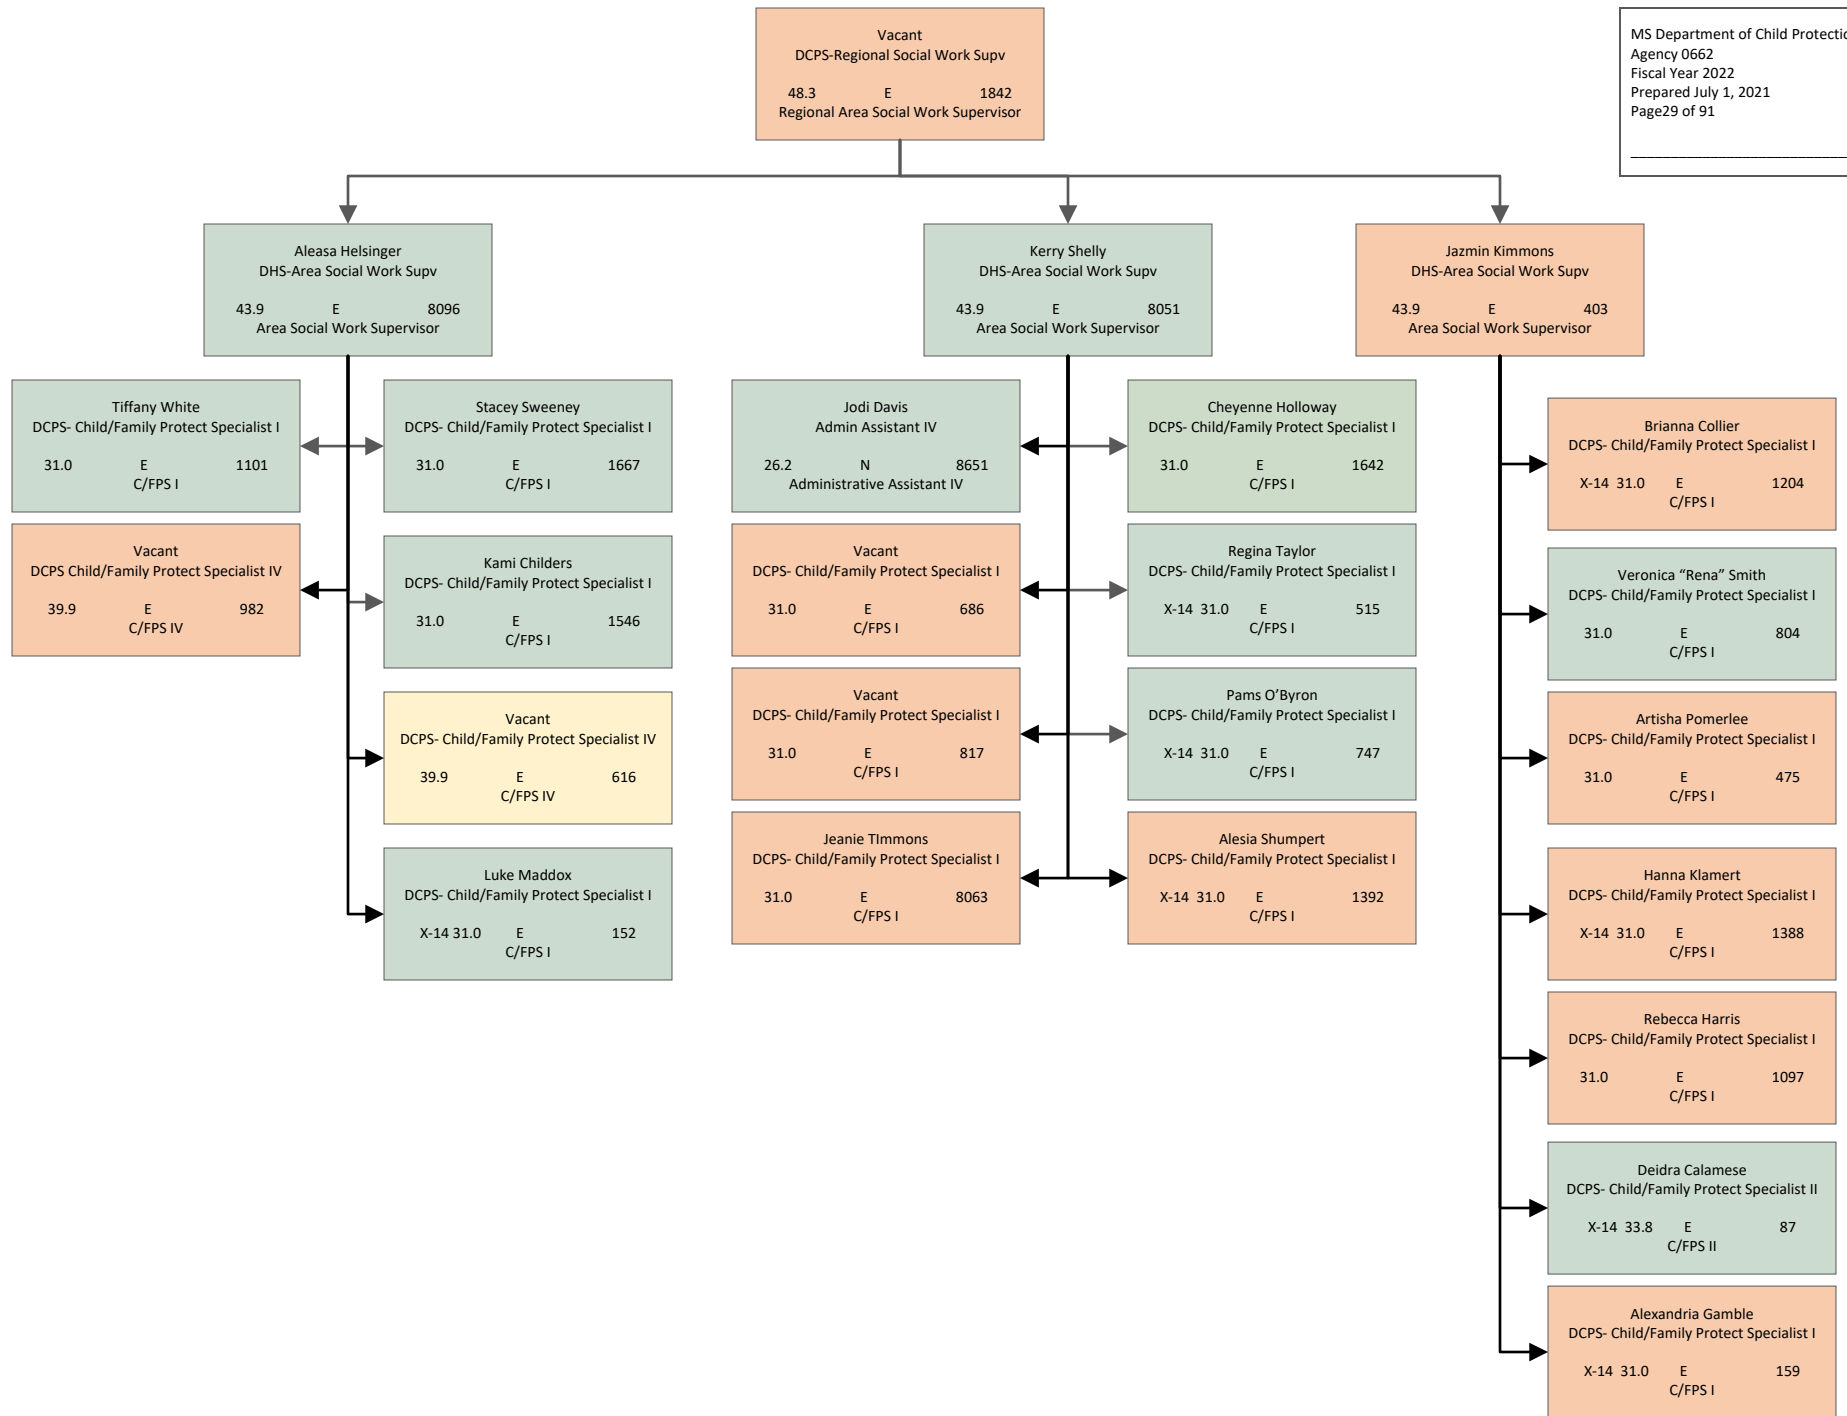 Vacant
DCPS-Regional Social Work Supv
48.3 E 1842
Regional Area Social Work Supervisor
MS Department of Child Protectio
Agency 0662
Fiscal Year 2022
Prepared July 1, 2021
Page29 of 91
Aleasa Helsinger
DHS-Area Social Work Supv
43.9 E 8096
Area Social Work Supervisor
Kerry Shelly
DHS-Area Social Work Supv
43.9 E 8051
Area Social Work Supervisor
Jazmin Kimmons
DHS-Area Social Work Supv
43.9 E 403
Area Social Work Supervisor
Tiffany White
DCPS- Child/Family Protect Specialist I
31.0 E 1101
C/FPS I
Stacey Sweeney
DCPS- Child/Family Protect Specialist I
31.0 E 1667
C/FPS I
Vacant
DCPS Child/Family Protect Specialist IV
39.9 E 982
C/FPS IV
Kami Childers
DCPS- Child/Family Protect Specialist I
31.0 E 1546
C/FPS I
Vacant
DCPS- Child/Family Protect Specialist IV
39.9 E 616
C/FPS IV
Luke Maddox
DCPS- Child/Family Protect Specialist I
X-14 31.0 E 152
C/FPS I
Jodi Davis
Admin Assistant IV
26.2 N 8651
Administrative Assistant IV
Cheyenne Holloway
DCPS- Child/Family Protect Specialist I
31.0 E 1642
C/FPS I
Vacant
DCPS- Child/Family Protect Specialist I
31.0 E 686
C/FPS I
Regina Taylor
DCPS- Child/Family Protect Specialist I
X-14 31.0 E 515
C/FPS I
Vacant
DCPS- Child/Family Protect Specialist I
31.0 E 817
C/FPS I
Pams O’Byron
DCPS- Child/Family Protect Specialist I
X-14 31.0 E 747
C/FPS I
Jeanie TImmons
DCPS- Child/Family Protect Specialist I
31.0 E 8063
C/FPS I
Alesia Shumpert
DCPS- Child/Family Protect Specialist I
X-14 31.0 E 1392
C/FPS I
Brianna Collier
DCPS- Child/Family Protect Specialist I
X-14 31.0 E 1204
C/FPS I
Veronica “Rena” Smith
DCPS- Child/Family Protect Specialist I
31.0 E 804
C/FPS I
Artisha Pomerlee
DCPS- Child/Family Protect Specialist I
31.0 E 475
C/FPS I
Hanna Klamert
DCPS- Child/Family Protect Specialist I
X-14 31.0 E 1388
C/FPS I
Rebecca Harris
DCPS- Child/Family Protect Specialist I
31.0 E 1097
C/FPS I
Deidra Calamese
DCPS- Child/Family Protect Specialist II
X-14 33.8 E 87
C/FPS II
Alexandria Gamble
DCPS- Child/Family Protect Specialist I
X-14 31.0 E 159
C/FPS I